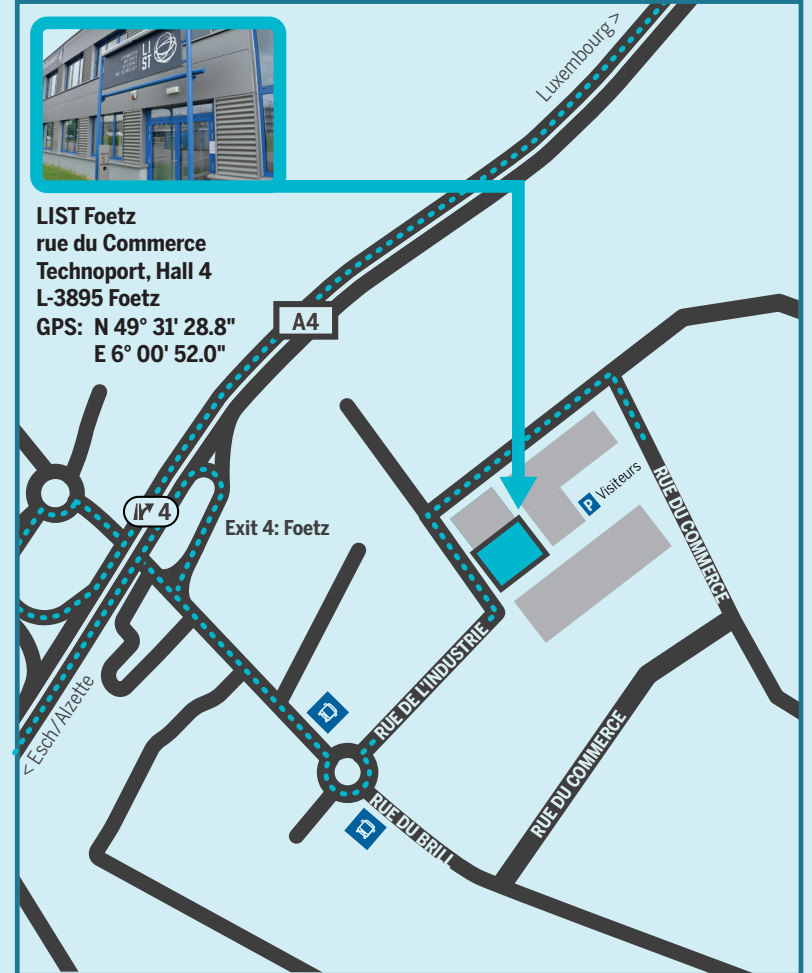 LI
ST
Luxembourg >
LIST Foetz
rue du Commerce
Technoport, Hall 4
L-3895 Foetz
GPS: N 49° 31' 28.8"
E 6° 00' 52.0"
A4
4
Exit 4: Foetz
P Visiteurs
RUE DU COMMERCE
< Esch/Alzette
RUE DE L'INDUSTRIE
RUE DU COMMERCE
RUE DU BRILL